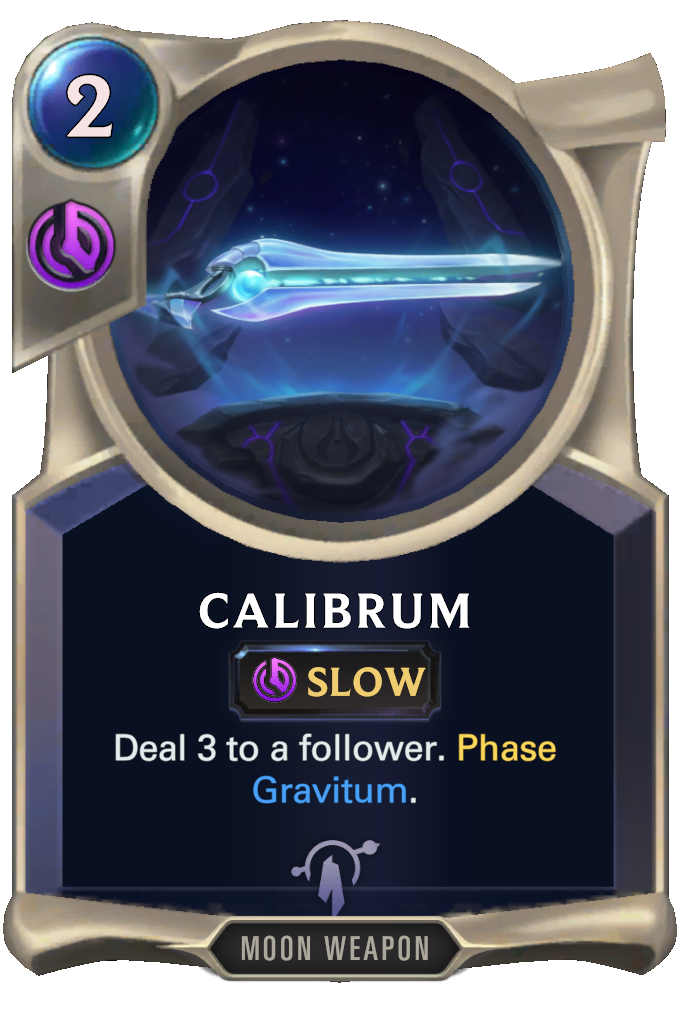 2
CALIBRUM
SLOW
Deal 3 to a follower. Phase
Gravitum.
MOON WEAPON